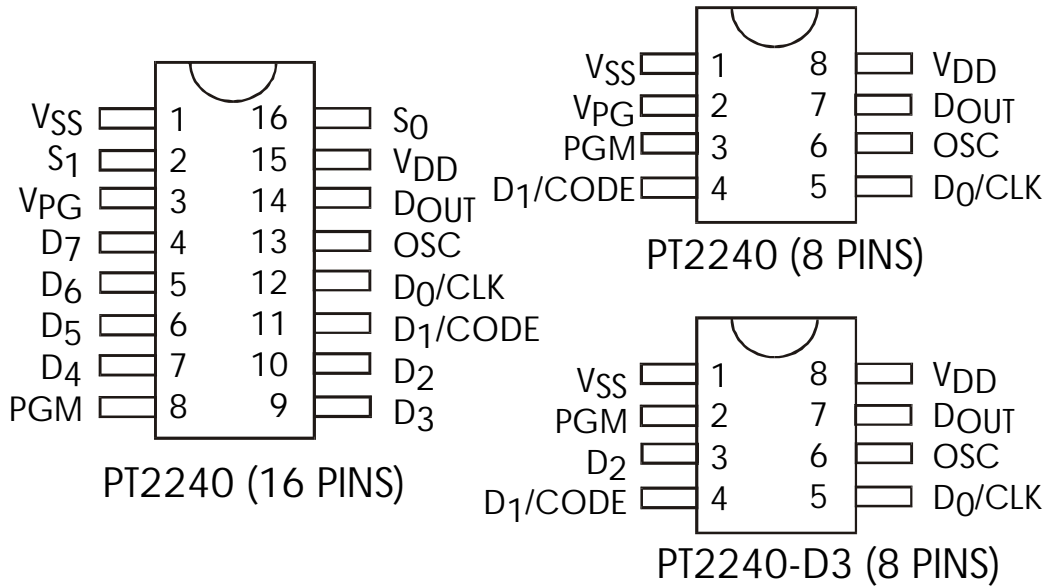 VSS 1 16 S0
S1 2 15 VDD
VPG 3 14 DOUT
D7 4 13 OSC
D6 5 12 D0/CLK
D5 6 11 D1/CODE
D4 7 10 D2
PGM 8 9 D3
PT2240 (16 PINS)
VSS 1 8 VDD
VPG 2 7 DOUT
PGM 3 6 OSC
D1/CODE 4 5 D0/CLK
PT2240 (8 PINS)
VSS 1 8 VDD
PGM 2 7 DOUT
D2 3 6 OSC
D1/CODE 4 5 D0/CLK
PT2240-D3 (8 PINS)